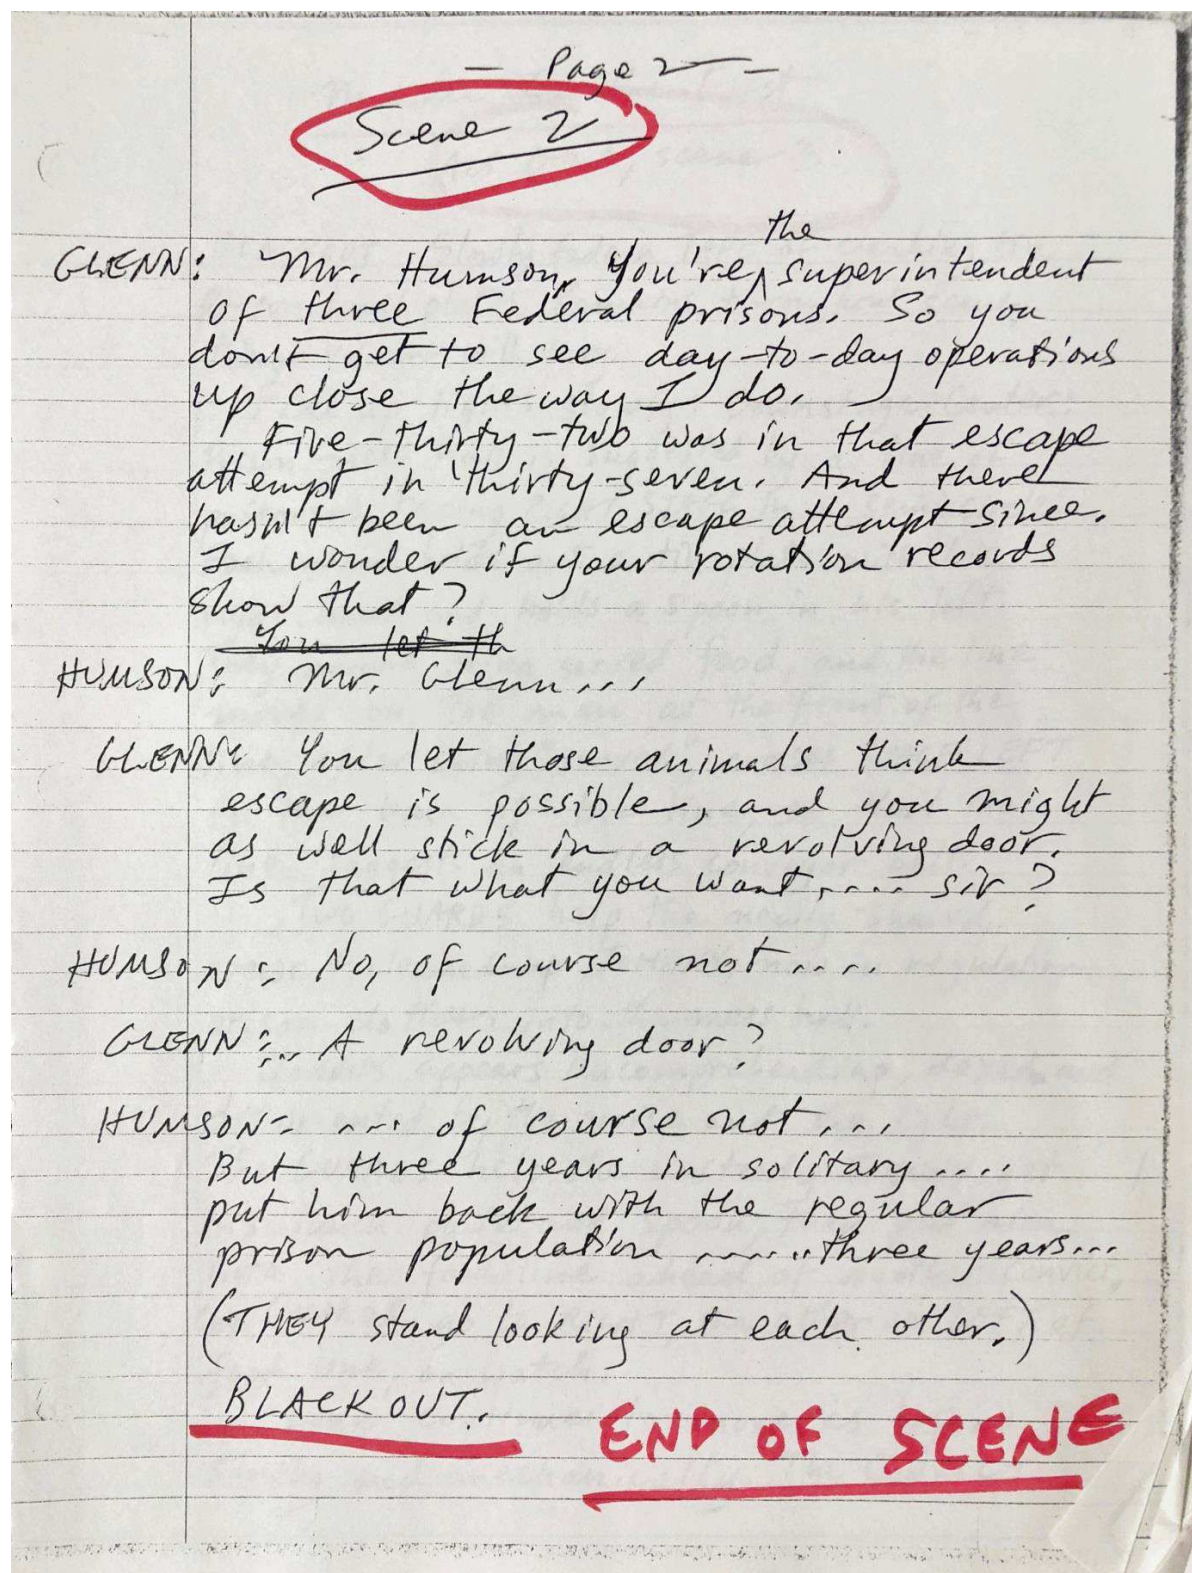 - Page 2 -
Scene 2
the
GLENN: Mr. Humson, You're ^ superintendent
of three Federal prisons. So you
don't get to see day-to-day operations
up close the way I do.
Five-thirty-two was in that escape
attempt in 'thirty-seven. And there
hasn't been an escape attempt since.
I wonder if your rotation records
show that?
You let th
HUMSON: Mr. Glenn...
GLENN: You let those animals think
escape is possible, and you might
as well stick in a revolving door.
Is that what you want.... sir?
HUMSON: No, of course not....
GLENN: ... A revolving door?
HUMSON: ... of course not...
But three years in solitary....
put him back with the regular
prison population ...... three years...
(THEY stand looking at each other.)
BLACKOUT.
END OF SCENE